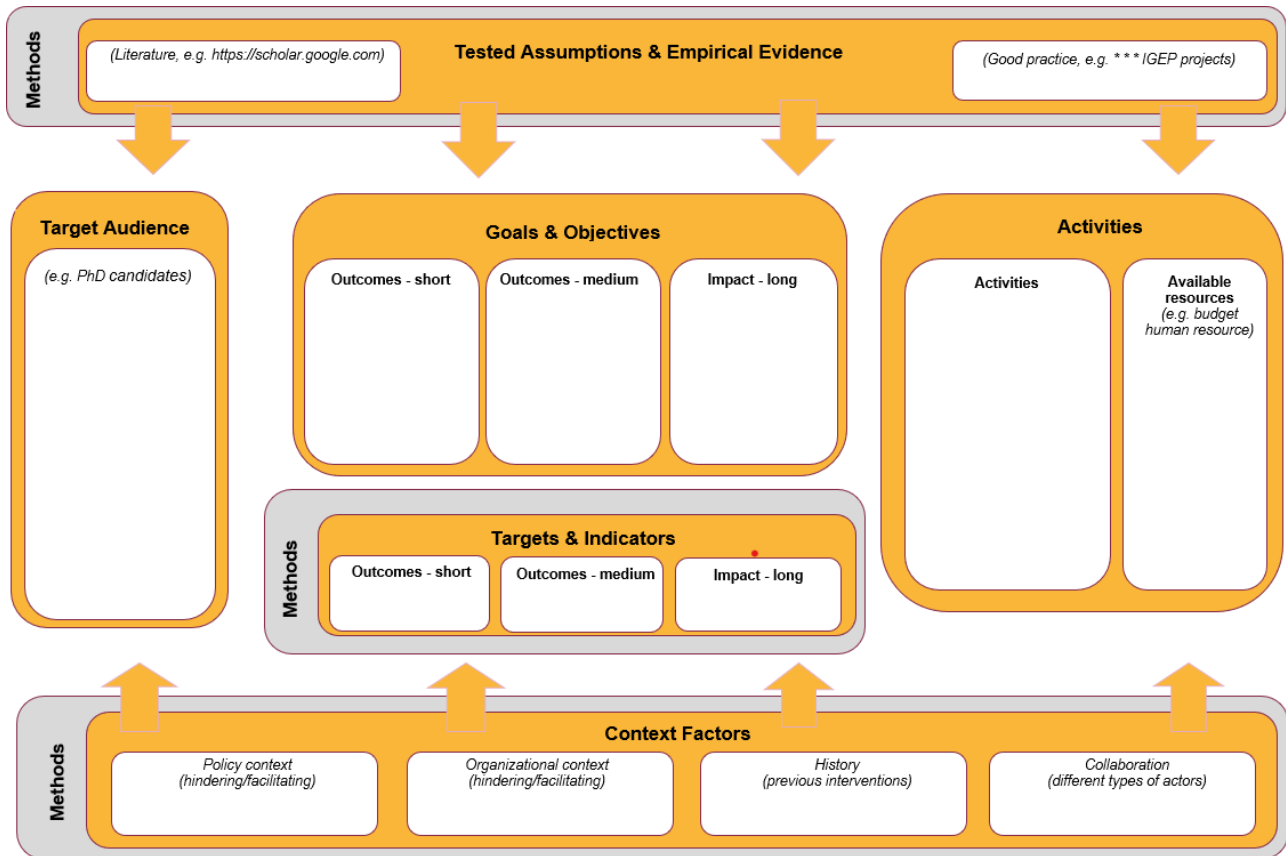 Methods
Tested Assumptions & Empirical Evidence
(Literature, e.g. https://scholar.google.com)
(Good practice, e.g. * * * IGEP projects)
Target Audience
(e.g. PhD candidates)
Goals & Objectives
Outcomes - short
Outcomes - medium
Impact - long
Activities
Activities
Available
resources
(e.g. budget
human resource)
Methods
Targets & Indicators
Outcomes - short
Outcomes - medium
Impact - long
Methods
Context Factors
Policy context
(hindering/facilitating)
Organizational context
(hindering/facilitating)
History
(previous interventions)
Collaboration
(different types of actors)